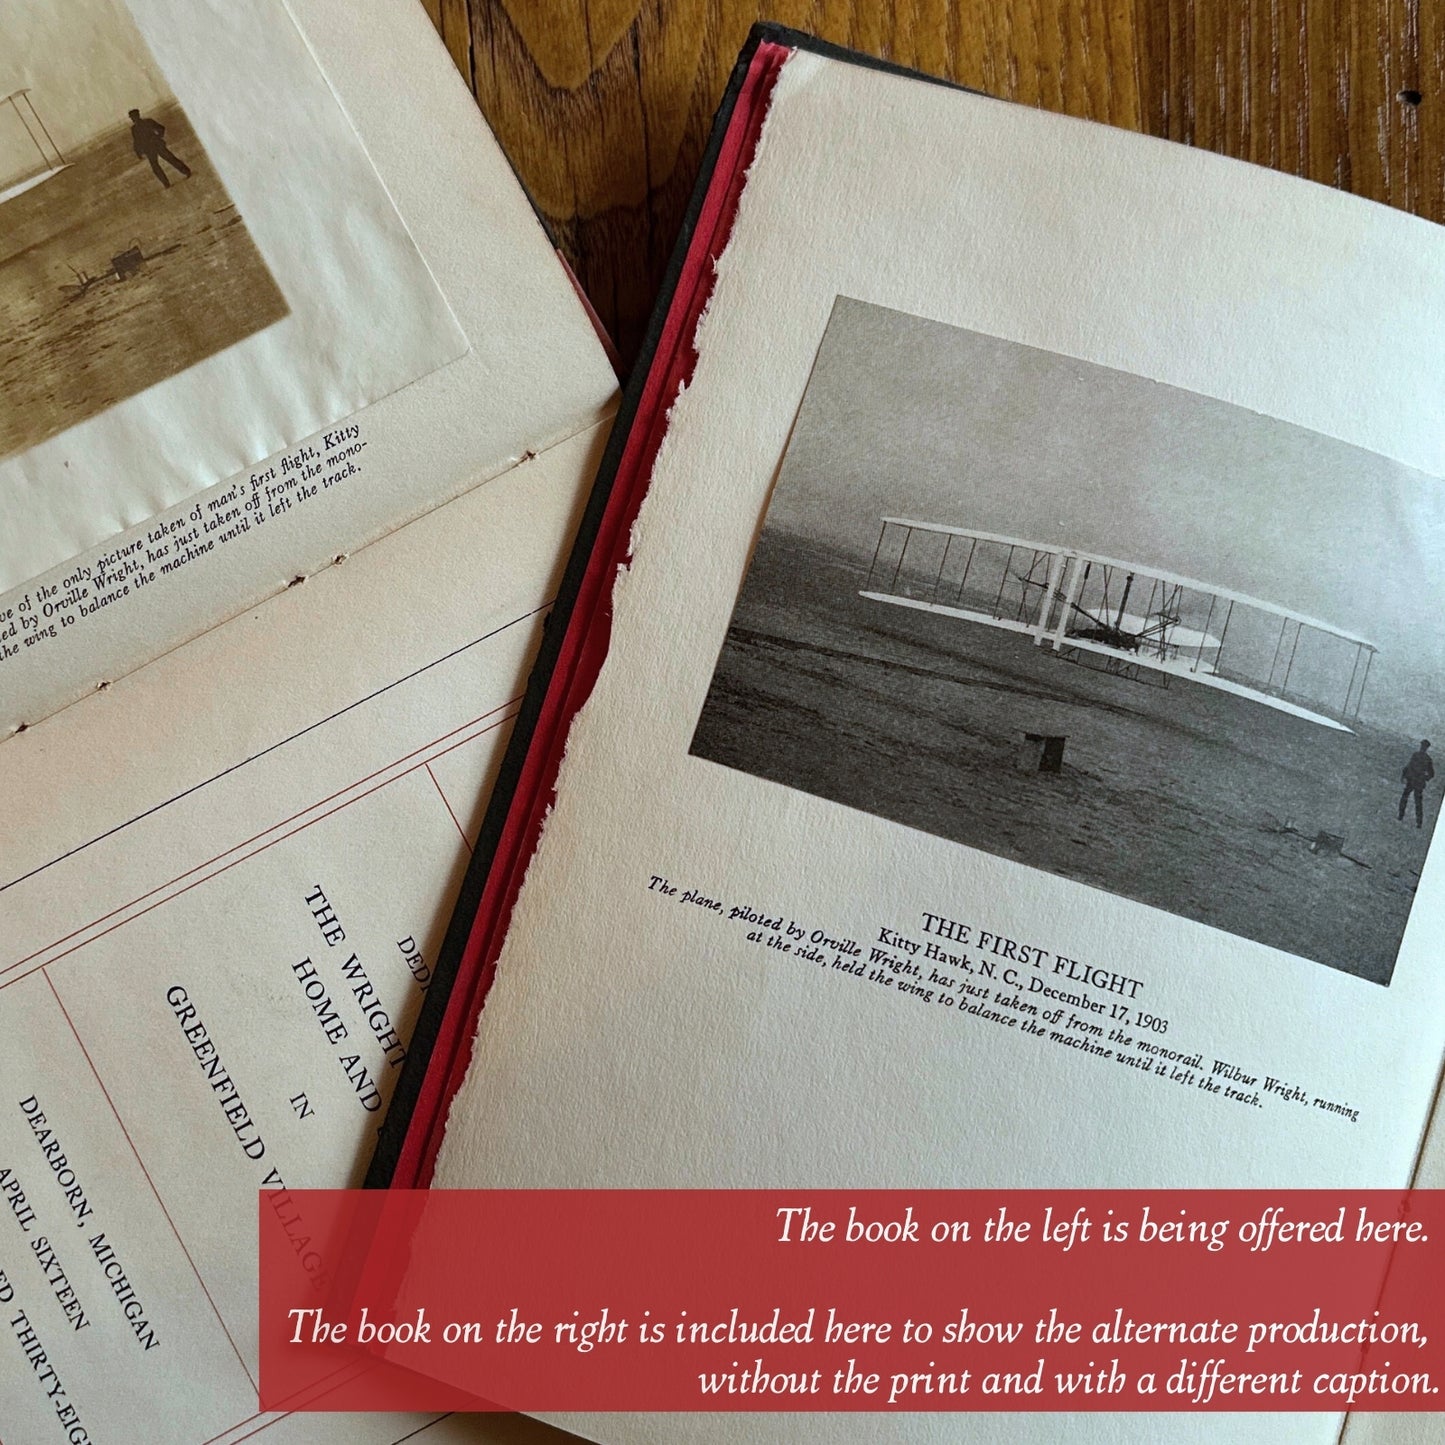 ve of the only picture taken of man's first flight, Kitty
ed by Orville Wright, has just taken off from the mono-
the wing to balance the machine until it left the track.
THE WRIGHT
HOME AND
IN
GREENFIELD VILLAGE
DEARBORN, MICHIGAN
APRIL SIXTEEN
THIRTY-EIG
THE FIRST FLIGHT
Kitty Hawk, N. C., December 17, 1903
The plane, piloted by Orville Wright, has just taken off from the monorail. Wilbur Wright, running
at the side, held the wing to balance the machine until it left the track.
The book on the left is being offered here.
The book on the right is included here to show the alternate production,
without the print and with a different caption.